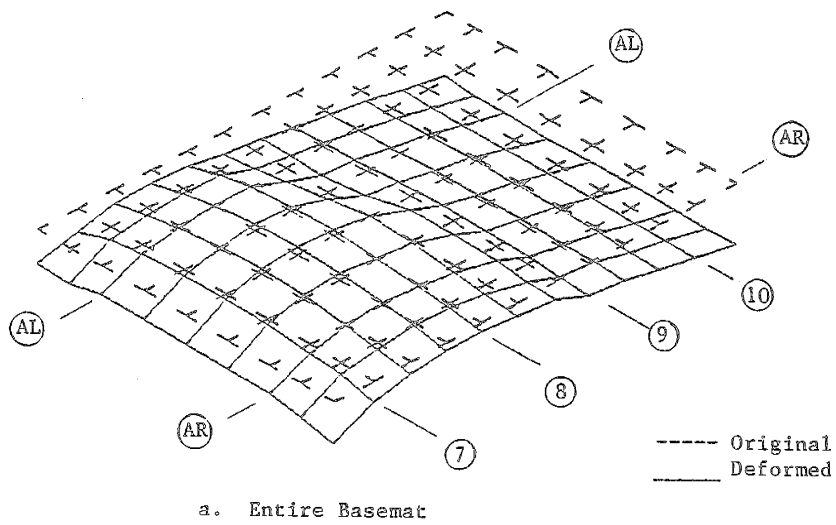 AL
AR
10
9
AL
8
AR
7
----- Original
_____ Deformed
a. Entire Basemat